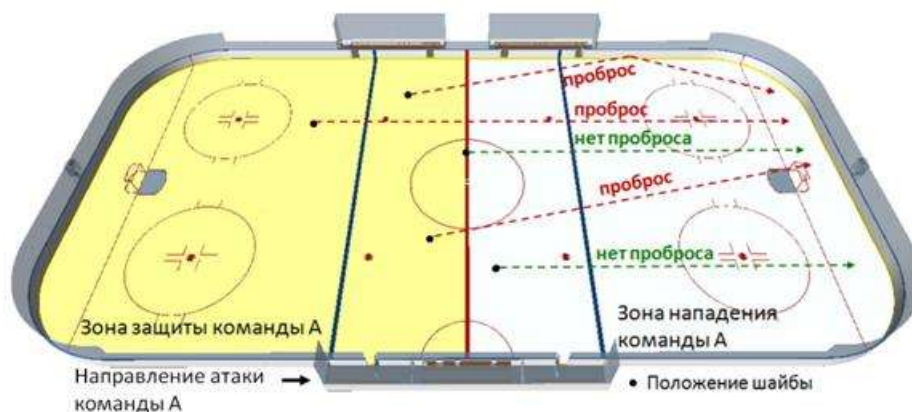 проброс
проброс
нет проброса
проброс
нет проброса
Зона защиты команды А
Зона нападения
команды А
Направление атаки
команды А
Положение шайбы